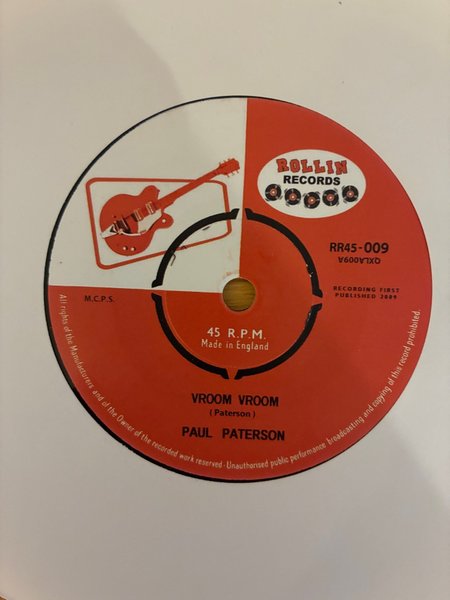 ROLLIN
RECORDS
RR45-009
QXLA009A
RECORDING FIRST
PUBLISHED 2009
M.C.P.S.
45 R.P.M.
Made in England
VROOM VROOM
( Paterson )
PAUL PATERSON
All rights of the Manufacturers and of the Owner of the recorded work reserved · Unauthorised public performance broadcasting and copying of this record prohibited.